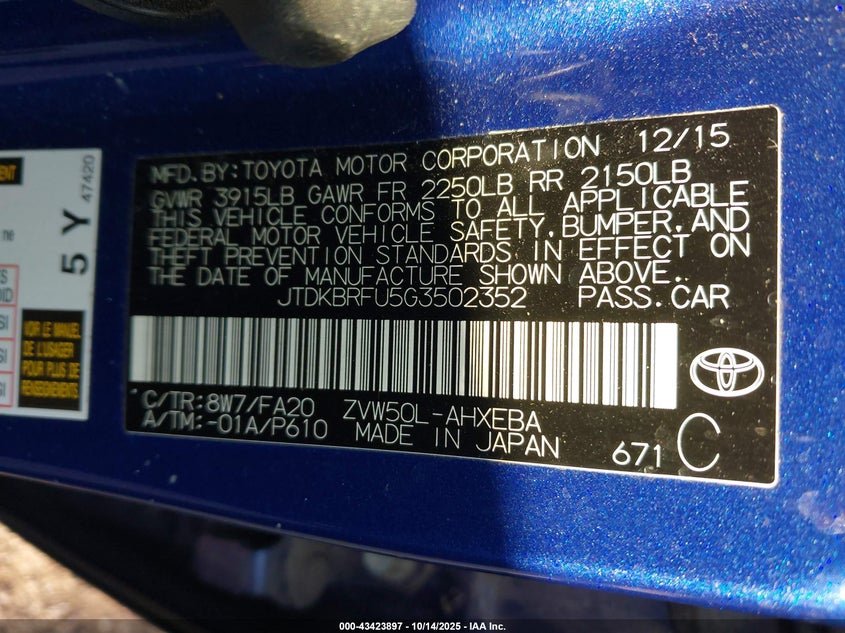 MFD. BY: TOYOTA MOTOR CORPORATION 12/15
GVWR 3915LB GAWR FR 2250LB RR 2150LB
THIS VEHICLE CONFORMS TO ALL APPLICABLE
FEDERAL MOTOR VEHICLE SAFETY, BUMPER, AND
THEFT PREVENTION STANDARDS IN EFFECT ON
THE DATE OF MANUFACTURE SHOWN ABOVE.
JTDKBRFU5G3502352 PASS. CAR
C/TR: 8W7/FA20 ZVW50L-AHXEBA
A/TM: -01A/P610 MADE IN JAPAN
671 C
5 Y
47420
VOIR LE MANUEL
DE L'USAGER
POUR PLUS DE
RENSEIGNEMENTS
000-43423897 - 10/14/2025 - IAA Inc.